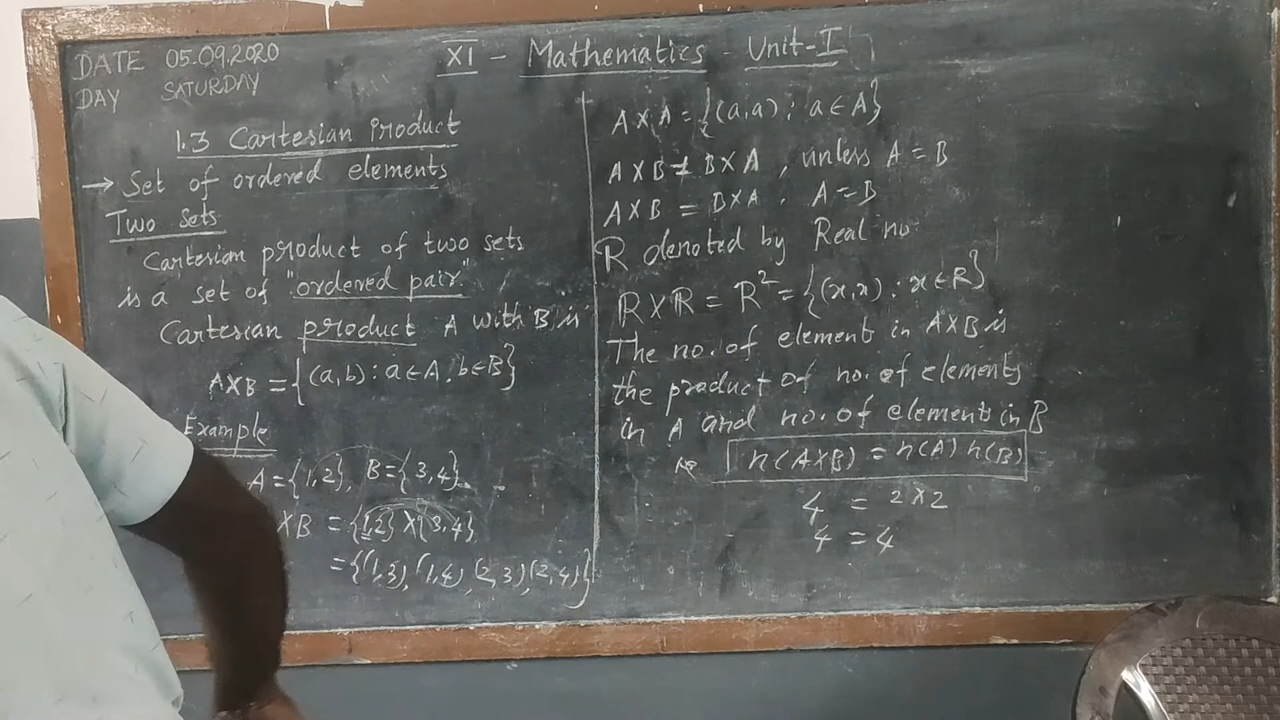 DATE 05.09.2020
DAY SATURDAY
XI - Mathematics - Unit-I
1.3 Cartesian Product
→ Set of ordered elements
Two sets
Cartesian product of two sets
is a set of "ordered pair"
Cartesian product A with B is
A×B = {(a,b) : a∈A, b∈B}
Example
A={1,2}, B={3,4}
×B = {1,2}×{3,4}
={(1,3),(1,4),(2,3),(2,4)}
A×A={(a,a) : a∈A}
A×B ≠ B×A, unless A=B
A×B = B×A, A=B
R denoted by Real no.
R×R = R²={(x,x) : x∈R}
The no. of element in A×B is
the product of no. of elements
in A and no. of elements in B
n(A×B) = n(A) n(B)
4 = 2×2
4 = 4